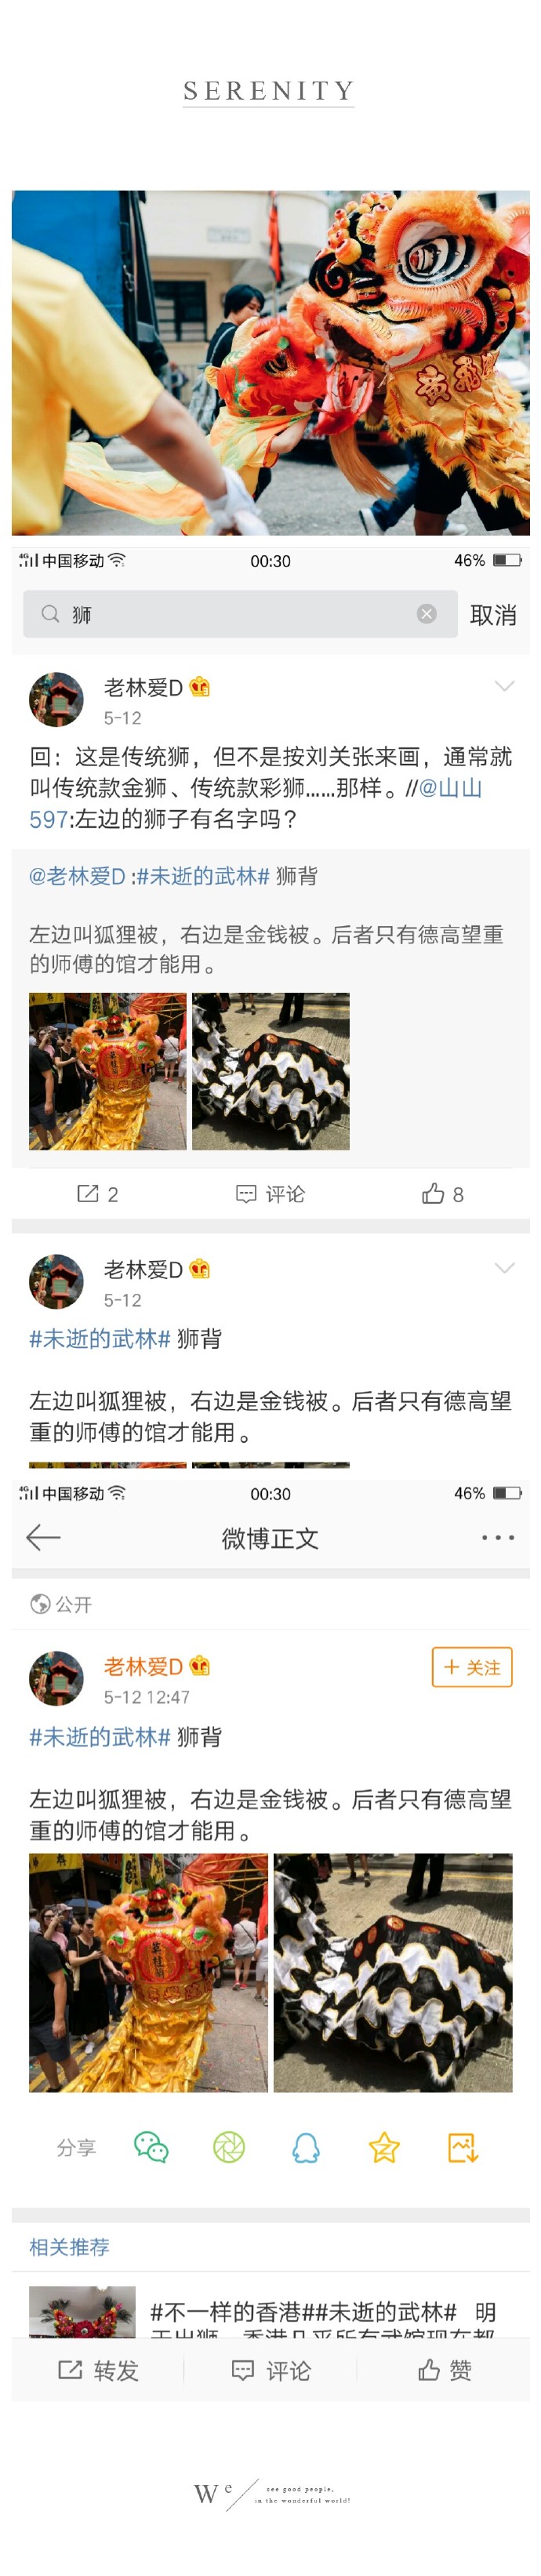 SERENITY
黄飛
中国移动 00:30 46%
狮 取消
老林爱D
5-12
回：这是传统狮，但不是按刘关张来画，通常就
叫传统款金狮、传统款彩狮......那样。//@山山
597:左边的狮子有名字吗？
@老林爱D :#未逝的武林# 狮背
左边叫狐狸被，右边是金钱被。后者只有德高望重
的师傅的馆才能用。
2 评论 8
老林爱D
5-12
#未逝的武林# 狮背
左边叫狐狸被，右边是金钱被。后者只有德高望
重的师傅的馆才能用。
中国移动 00:30 46%
微博正文
公开
老林爱D
+ 关注
5-12 12:47
#未逝的武林# 狮背
左边叫狐狸被，右边是金钱被。后者只有德高望
重的师傅的馆才能用。
分享
相关推荐
#不一样的香港##未逝的武林# 明
转发 评论 赞
We
see good people,
in the wonderful world!